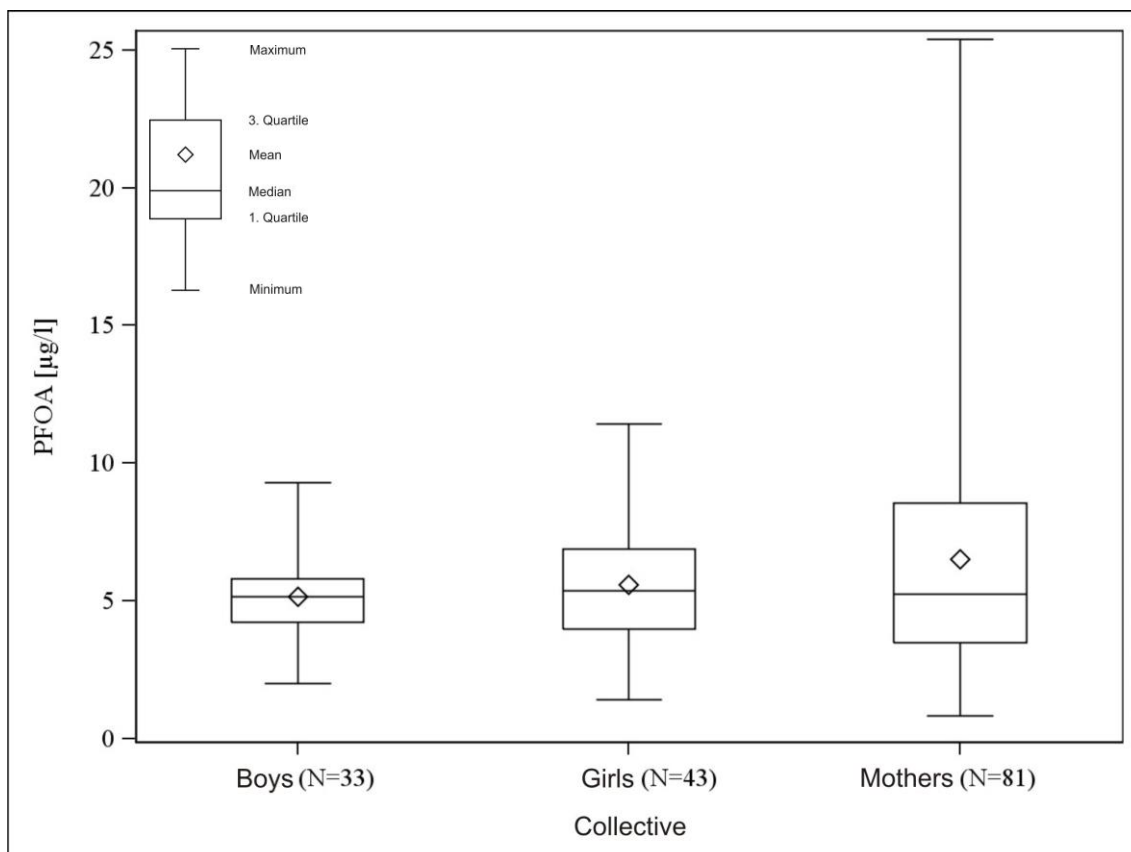 25
20
15
10
5
0
PFOA [µg/l]
Maximum
3. Quartile
Mean
Median
1. Quartile
Minimum
Boys (N=33)
Girls (N=43)
Mothers (N=81)
Collective